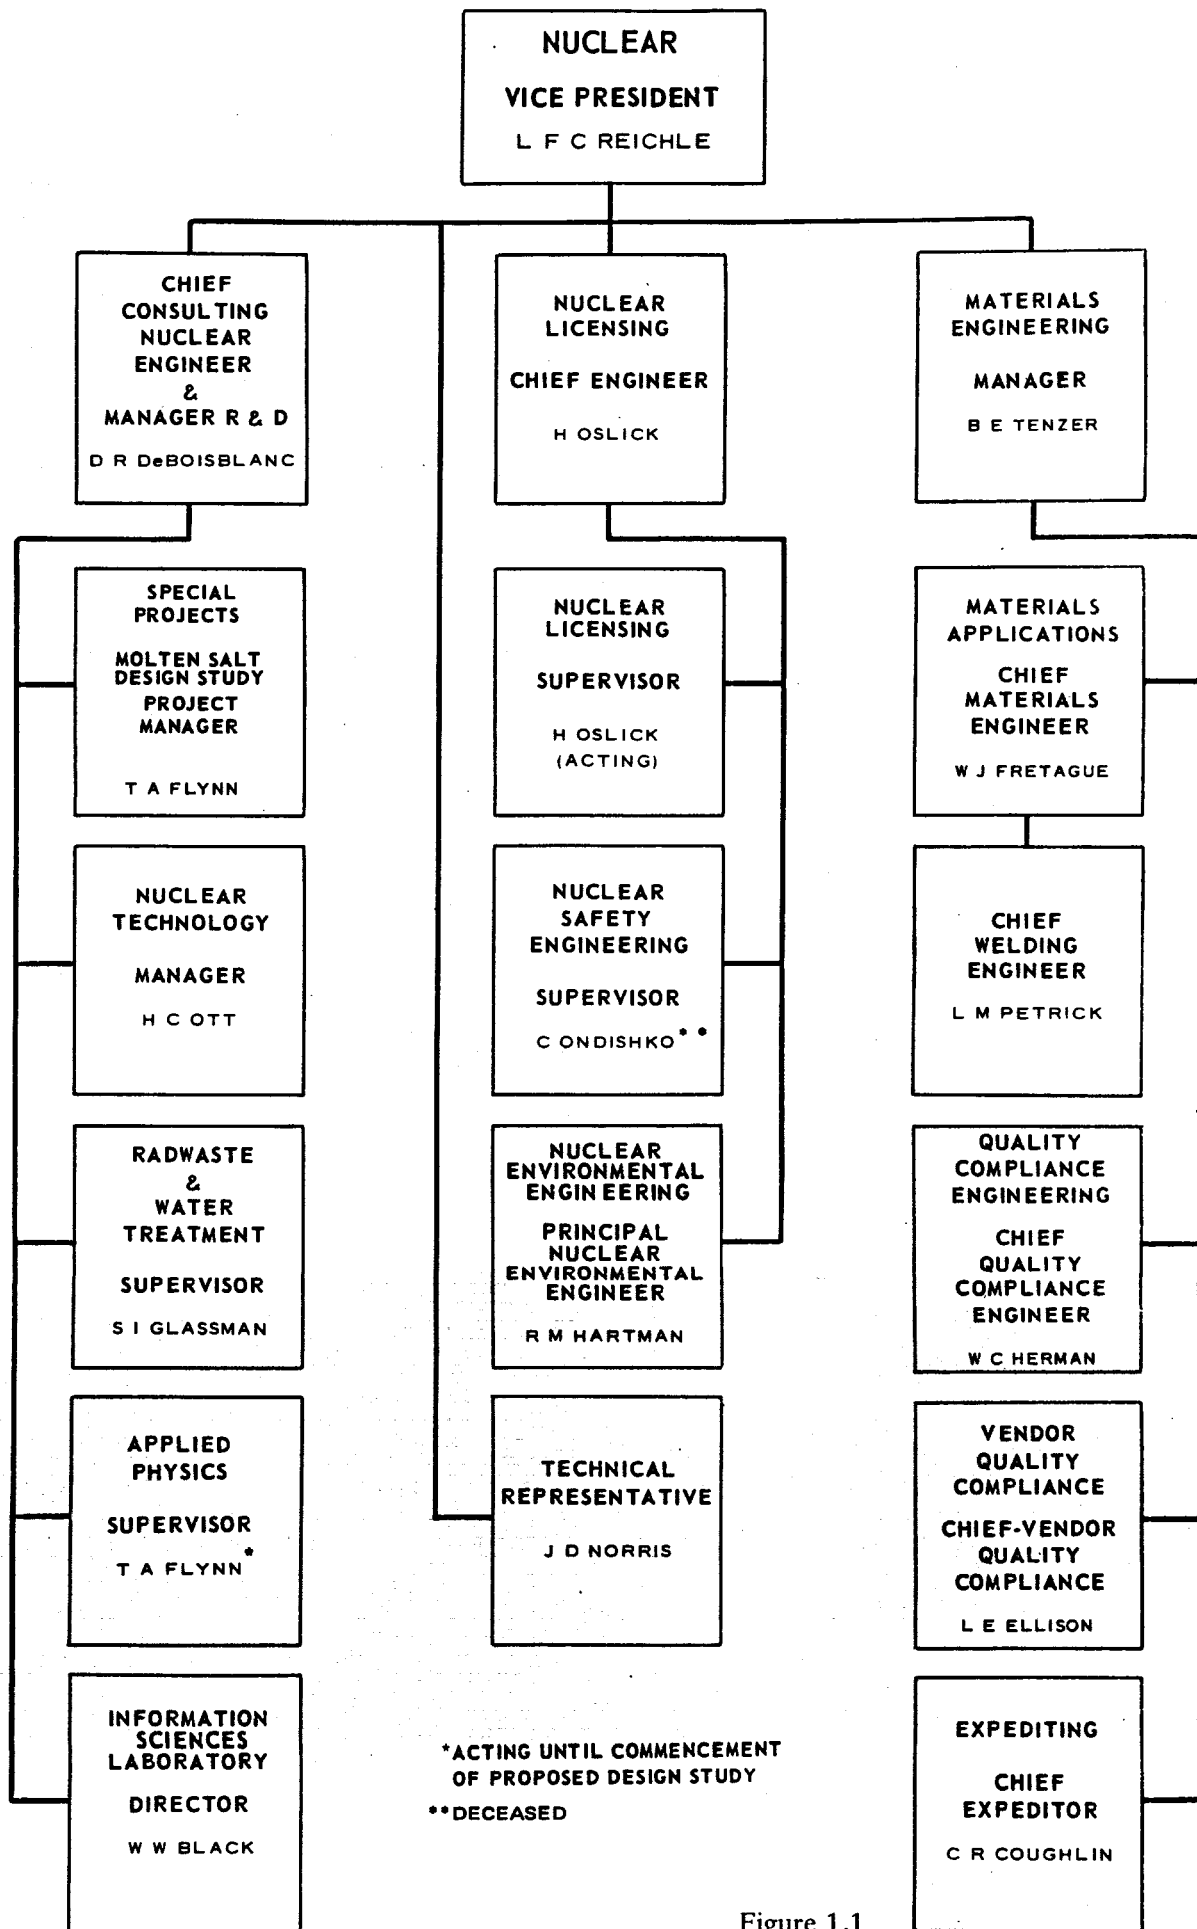 NUCLEAR
VICE PRESIDENT
L F C REICHLE
CHIEF
CONSULTING
NUCLEAR
ENGINEER
&
MANAGER R & D
D R DeBOISBLANC
NUCLEAR
LICENSING
CHIEF ENGINEER
H OSLICK
MATERIALS
ENGINEERING
MANAGER
B E TENZER
SPECIAL
PROJECTS
MOLTEN SALT
DESIGN STUDY
PROJECT
MANAGER
T A FLYNN
NUCLEAR
LICENSING
SUPERVISOR
H OSLICK
(ACTING)
MATERIALS
APPLICATIONS
CHIEF
MATERIALS
ENGINEER
W J FRETAGUE
NUCLEAR
TECHNOLOGY
MANAGER
H C OTT
NUCLEAR
SAFETY
ENGINEERING
SUPERVISOR
C ONDISHKO**
CHIEF
WELDING
ENGINEER
L M PETRICK
RADWASTE
&
WATER
TREATMENT
SUPERVISOR
S I GLASSMAN
NUCLEAR
ENVIRONMENTAL
ENGINEERING
PRINCIPAL
NUCLEAR
ENVIRONMENTAL
ENGINEER
R M HARTMAN
QUALITY
COMPLIANCE
ENGINEERING
CHIEF
QUALITY
COMPLIANCE
ENGINEER
W C HERMAN
APPLIED
PHYSICS
SUPERVISOR
T A FLYNN*
TECHNICAL
REPRESENTATIVE
J D NORRIS
VENDOR
QUALITY
COMPLIANCE
CHIEF-VENDOR
QUALITY
COMPLIANCE
L E ELLISON
INFORMATION
SCIENCES
LABORATORY
DIRECTOR
W W BLACK
*ACTING UNTIL COMMENCEMENT
OF PROPOSED DESIGN STUDY
**DECEASED
EXPEDITING
CHIEF
EXPEDITOR
C R COUGHLIN
Figure 1.1